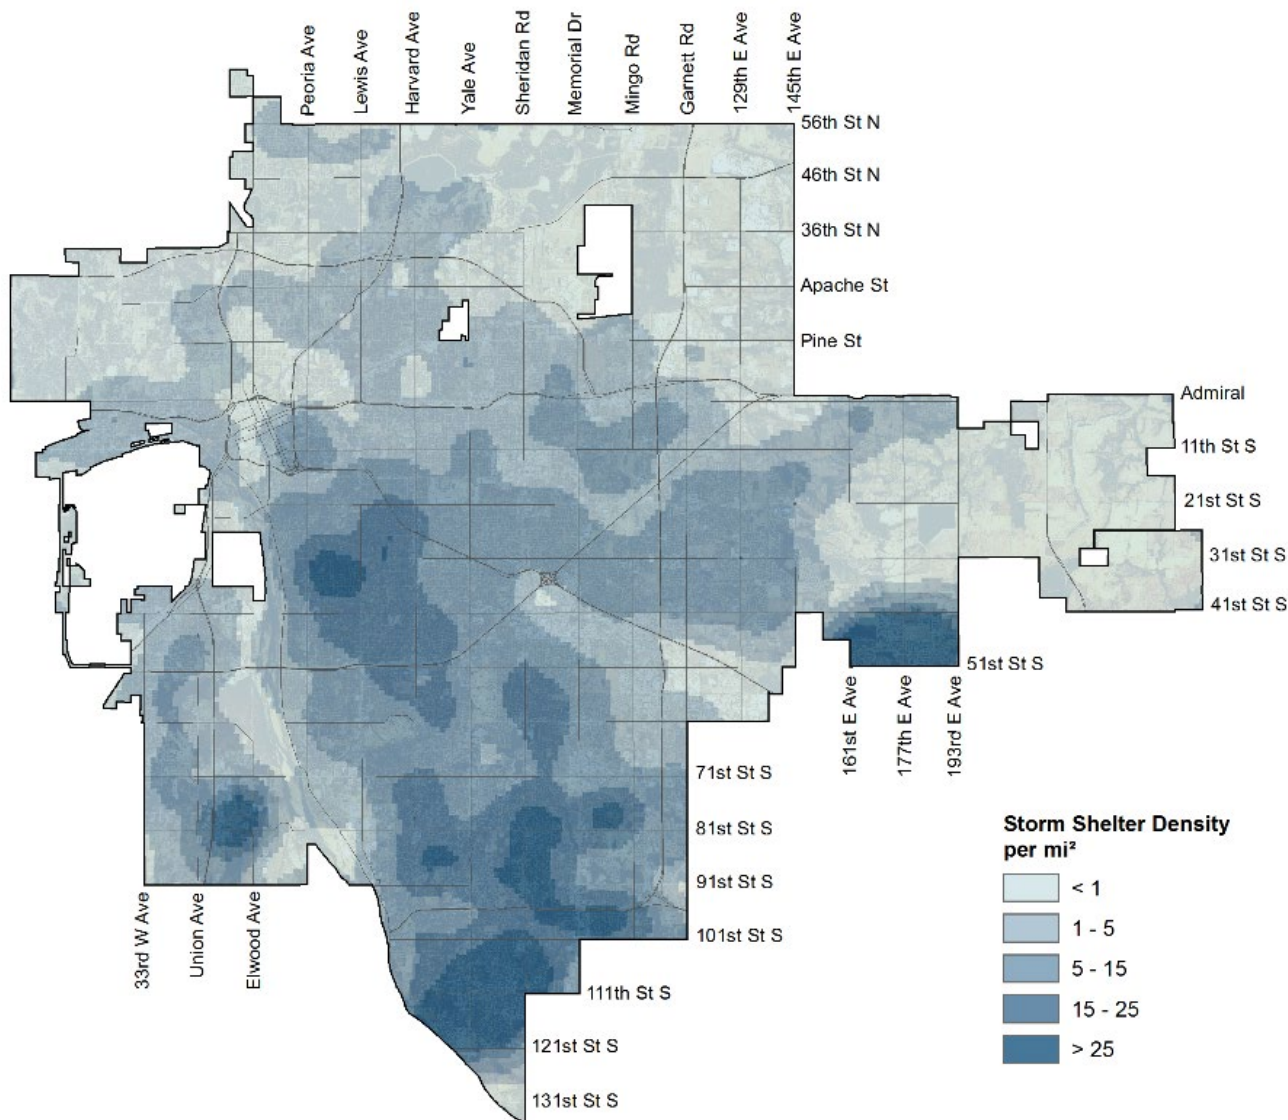 Peoria Ave
Lewis Ave
Harvard Ave
Yale Ave
Sheridan Rd
Memorial Dr
Mingo Rd
Garnett Rd
129th E Ave
145th E Ave
56th St N
46th St N
36th St N
Apache St
Pine St
Admiral
11th St S
21st St S
31st St S
41st St S
51st St S
161st E Ave
177th E Ave
193rd E Ave
71st St S
81st St S
91st St S
101st St S
111th St S
121st St S
131st St S
33rd W Ave
Union Ave
Elwood Ave
Storm Shelter Density
per mi²
< 1
1 - 5
5 - 15
15 - 25
> 25